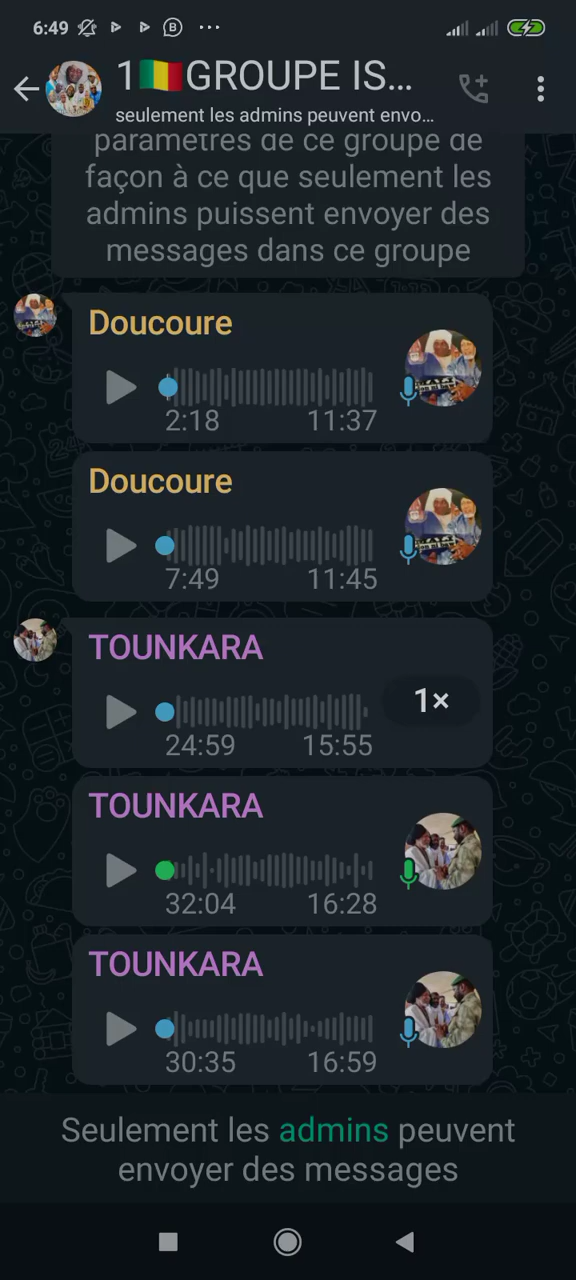 6:49
1🇲🇱GROUPE IS...
seulement les admins peuvent envo...
paramètres de ce groupe de
façon à ce que seulement les
admins puissent envoyer des
messages dans ce groupe
Doucoure
2:18 11:37
Doucoure
7:49 11:45
TOUNKARA
1×
24:59 15:55
TOUNKARA
32:04 16:28
TOUNKARA
30:35 16:59
Seulement les admins peuvent
envoyer des messages